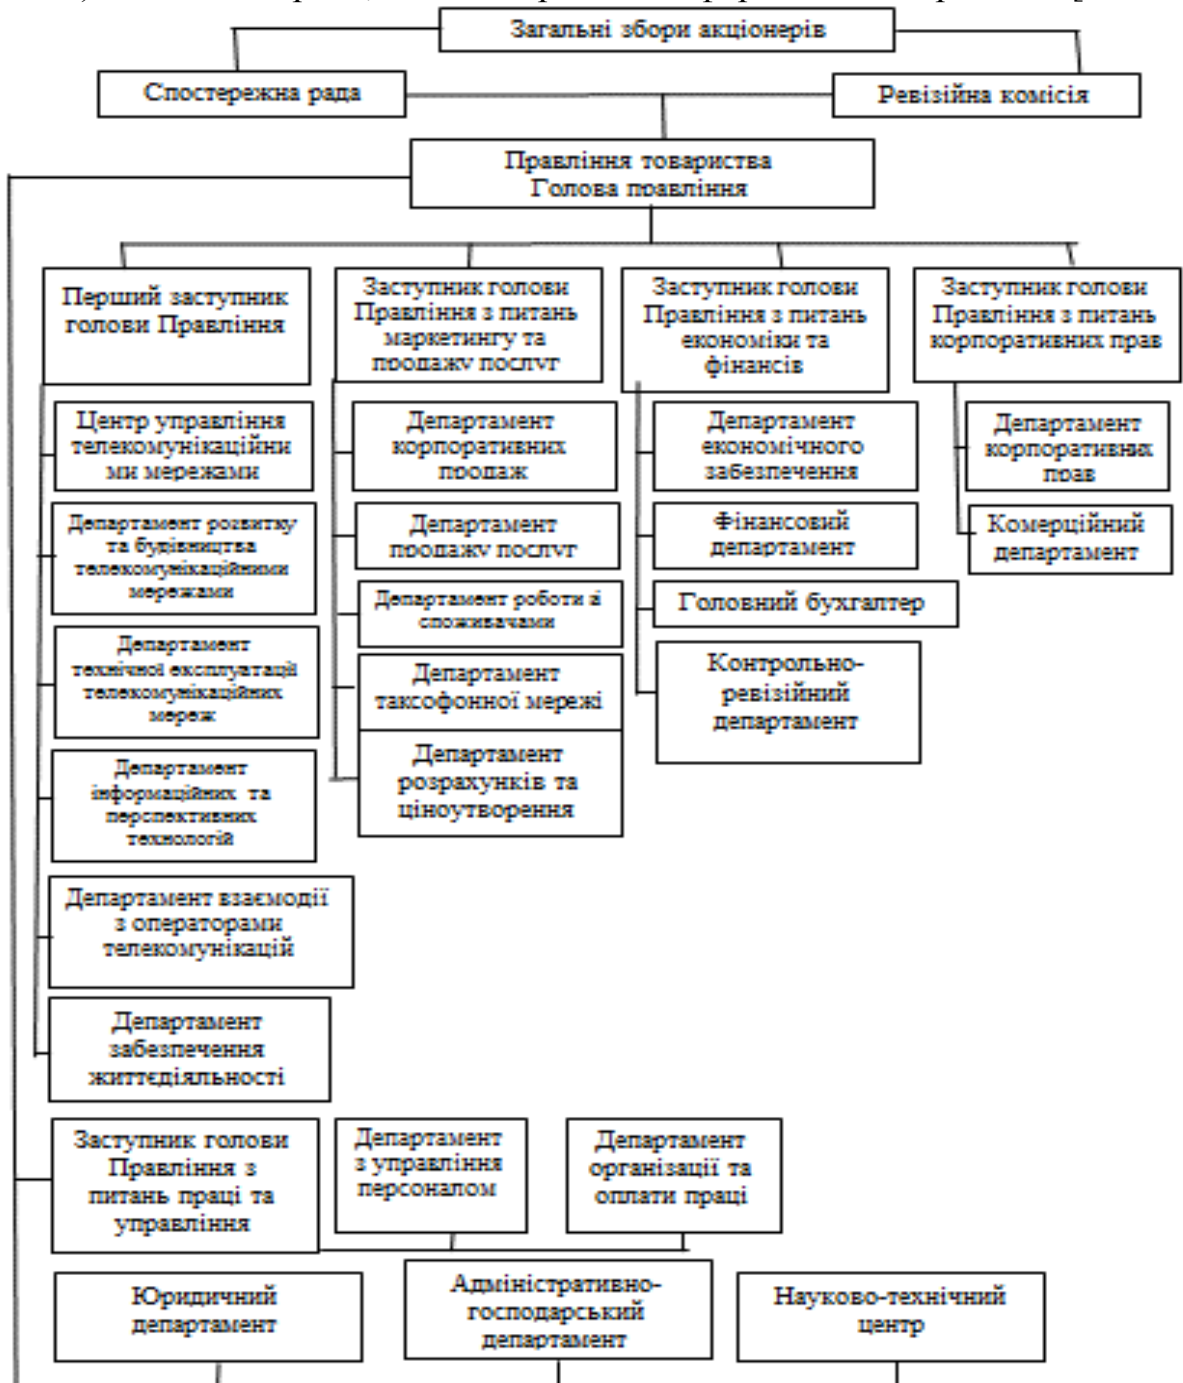 Загальні збори акціонерів
Спостережна рада
Ревізійна комісія
Правління товариства
Голова правління
Перший заступник
голови Правління
Заступник голови
Правління з питань
маркетингу та
продажу послуг
Заступник голови
Правління з питань
економіки та
фінансів
Заступник голови
Правління з питань
корпоративних прав
Центр управління
телекомунікаційни
ми мережами
Департамент розвитку
та будівництва
телекомунікаційними
мережами
Департамент
технічної експлуатації
телекомунікаційних
мереж
Департамент
інформаційних та
перспективних
технологій
Департамент взаємодії
з операторами
телекомунікацій
Департамент
забезпечення
життєдіяльності
Департамент
корпоративних
продаж
Департамент
продажу послуг
Департамент роботи зі
споживачами
Департамент
таксофонної мережі
Департамент
розрахунків та
ціноутворення
Департамент
економічного
забезпечення
Фінансовий
департамент
Головний бухгалтер
Контрольно-
ревізійний
департамент
Департамент
корпоративних
прав
Комерційний
департамент
Заступник голови
Правління з
питань праці та
управління
Департамент
з управління
персоналом
Департамент
організації та
оплати праці
Юридичний
департамент
Адміністративно-
господарський
департамент
Науково-технічний
центр